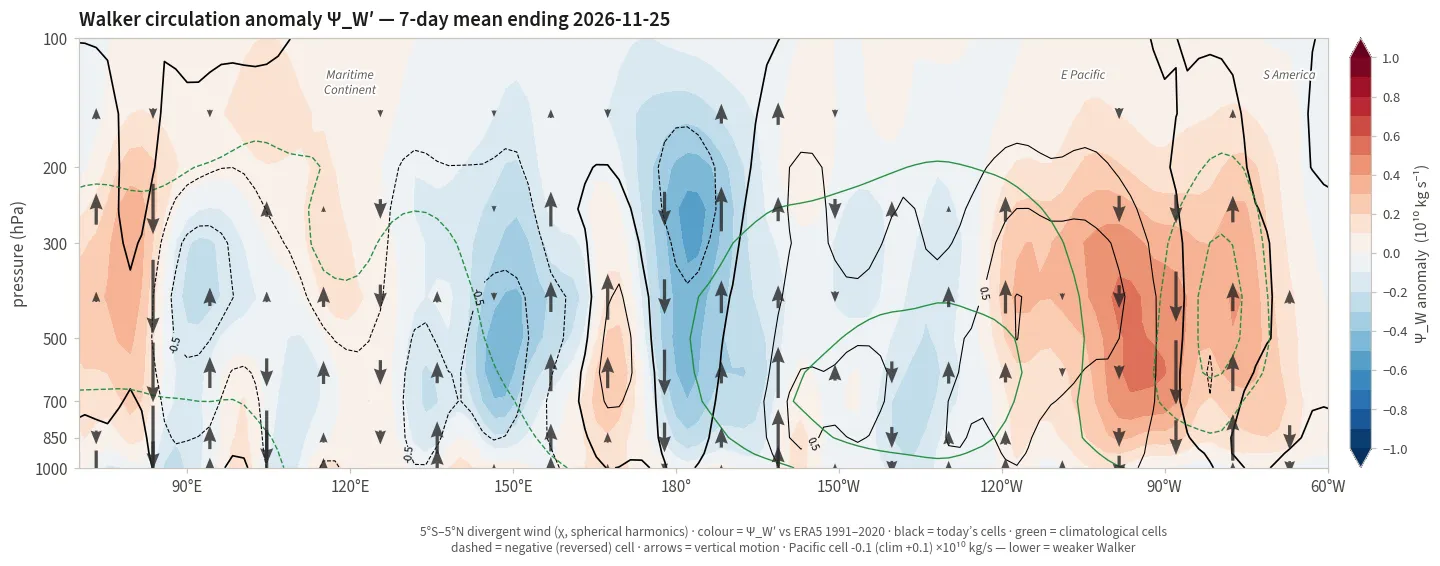 Walker circulation anomaly Ψ_W′ — 7-day mean ending 2026-11-25
100
200
300
400
500
700
850
1000
pressure (hPa)
Maritime
Continent
E Pacific
S America
-0.5
-0.5
-0.5
0.5
0.5
90°E
120°E
150°E
180°
150°W
120°W
90°W
60°W
1.0
0.8
0.6
0.4
0.2
0.0
−0.2
−0.4
−0.6
−0.8
−1.0
Ψ_W anomaly (10¹⁰ kg s⁻¹)
5°S–5°N divergent wind (χ, spherical harmonics) · colour = Ψ_W′ vs ERA5 1991–2020 · black = today's cells · green = climatological cells
dashed = negative (reversed) cell · arrows = vertical motion · Pacific cell -0.1 (clim +0.1) ×10¹⁰ kg/s — lower = weaker Walker